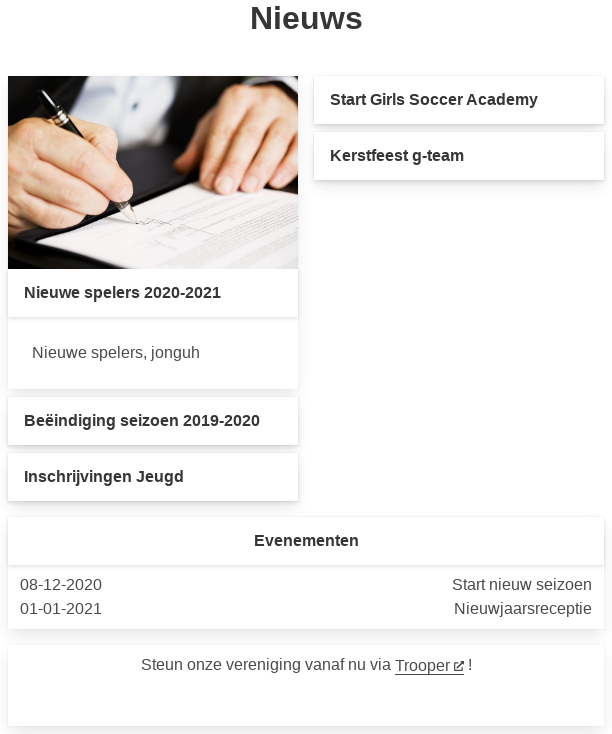 Nieuws
Nieuwe spelers 2020-2021
Nieuwe spelers, jonguh
Beëindiging seizoen 2019-2020
Inschrijvingen Jeugd
Start Girls Soccer Academy
Kerstfeest g-team
Evenementen
08-12-2020 Start nieuw seizoen
01-01-2021 Nieuwjaarsreceptie
Steun onze vereniging vanaf nu via Trooper !